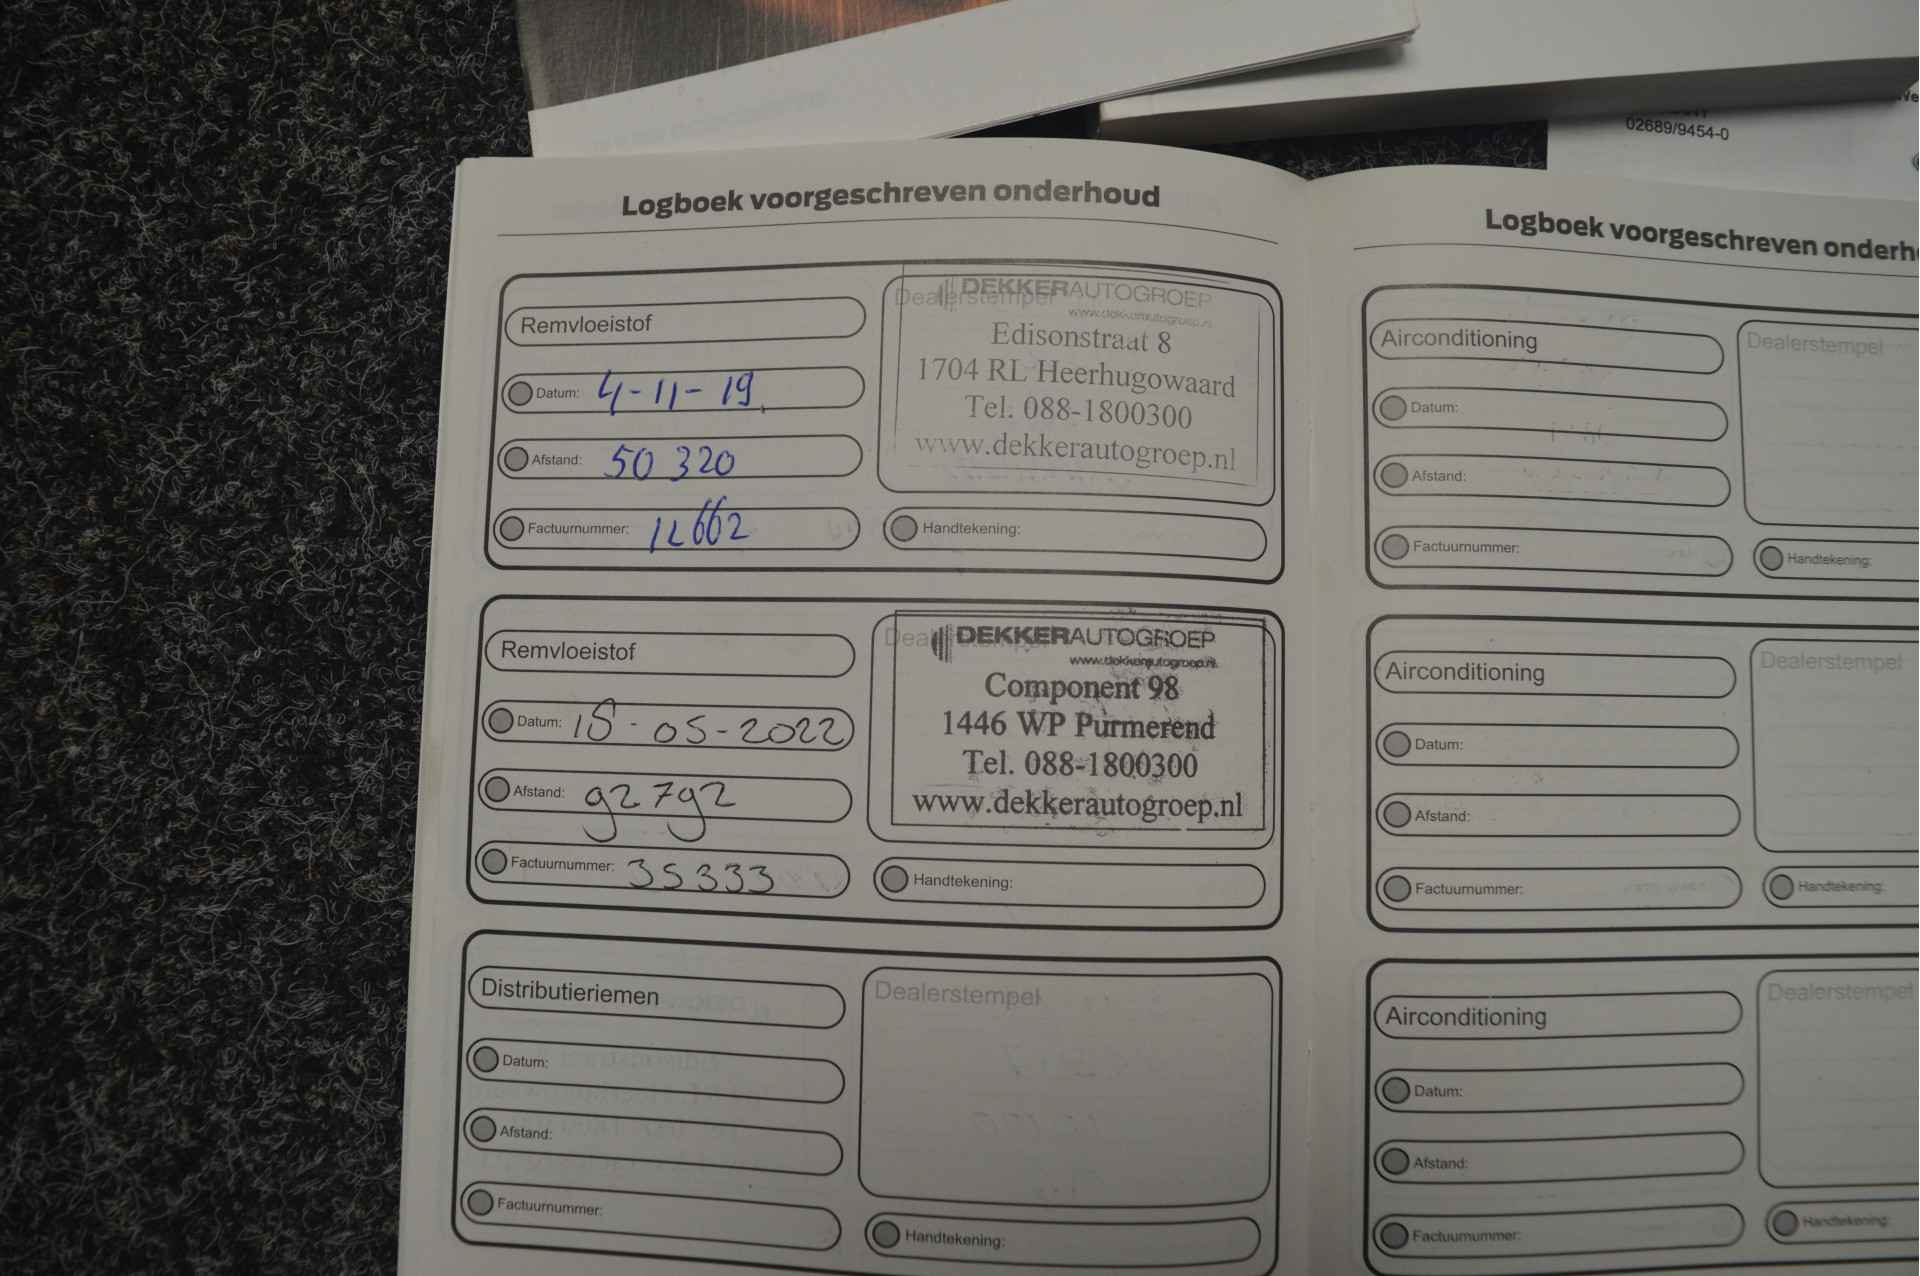 02689/9454-0
Logboek voorgeschreven onderhoud
Remvloeistof
Datum: 4-11-19
Afstand: 50 320
Factuurnummer: 12662
Dealerstempel
DEKKERAUTOGROEP
www.dekkerautogroep.nl
Edisonstraat 8
1704 RL Heerhugowaard
Tel. 088-1800300
www.dekkerautogroep.nl
Handtekening:
Remvloeistof
Datum: 18-05-2022
Afstand: 92792
Factuurnummer: 35333
Dealerstempel
DEKKERAUTOGROEP
www.dekkerautogroep.nl
Component 98
1446 WP Purmerend
Tel. 088-1800300
www.dekkerautogroep.nl
Handtekening:
Distributieriemen
Datum:
Afstand:
Factuurnummer:
Dealerstempel
Handtekening:
Logboek voorgeschreven onderh
Airconditioning
Datum:
Afstand:
Factuurnummer:
Dealerstempel
Handtekening:
Airconditioning
Datum:
Afstand:
Factuurnummer:
Dealerstempel
Handtekening:
Airconditioning
Datum:
Afstand:
Factuurnummer:
Dealerstempel
Handtekening: